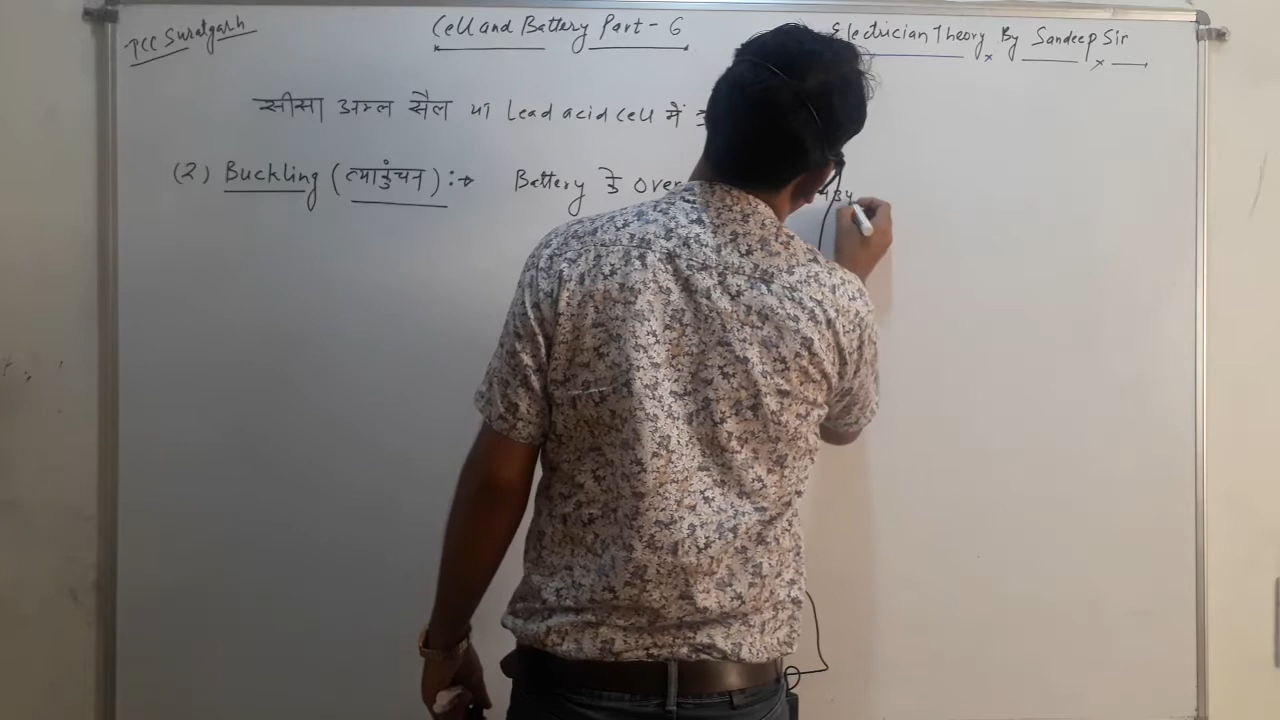 PCC Suratgarh
Cell and Battery Part - 6
Electrician Theory By Sandeep Sir
सीसा अम्ल सैल या Lead acid cell में
(2) Buckling (व्याकुंचन) :→ Battery के over